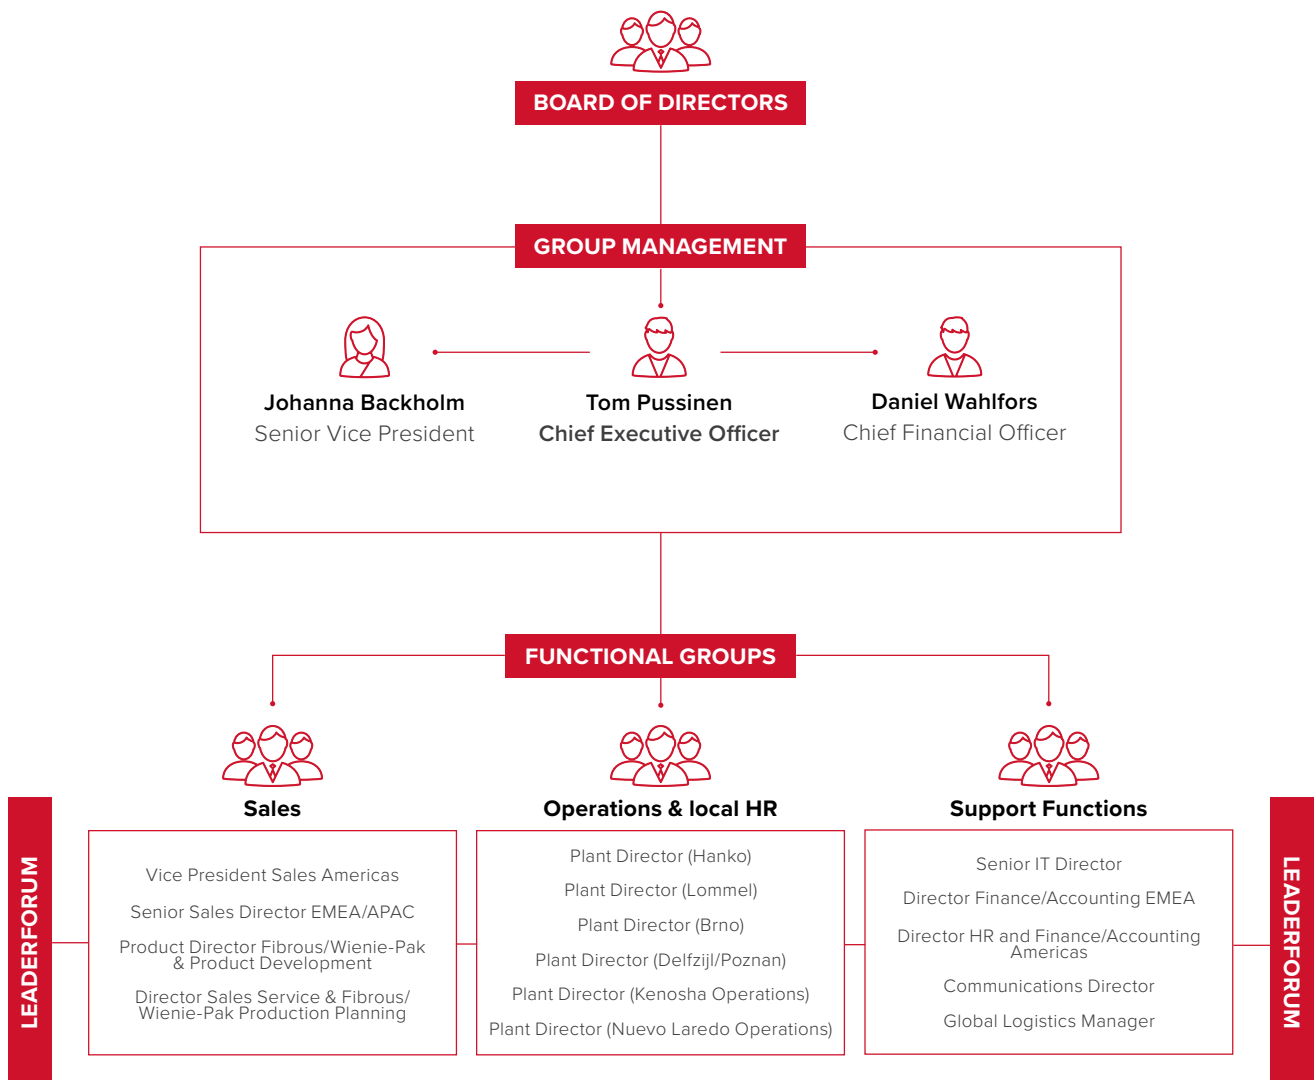 BOARD OF DIRECTORS
GROUP MANAGEMENT
Johanna Backholm
Senior Vice President
Tom Pussinen
Chief Executive Officer
Daniel Wahlfors
Chief Financial Officer
FUNCTIONAL GROUPS
Sales
Vice President Sales Americas
Senior Sales Director EMEA/APAC
Product Director Fibrous/Wienie-Pak
& Product Development
Director Sales Service & Fibrous/
Wienie-Pak Production Planning
Operations & local HR
Plant Director (Hanko)
Plant Director (Lommel)
Plant Director (Brno)
Plant Director (Delfzijl/Poznan)
Plant Director (Kenosha Operations)
Plant Director (Nuevo Laredo Operations)
Support Functions
Senior IT Director
Director Finance/Accounting EMEA
Director HR and Finance/Accounting
Americas
Communications Director
Global Logistics Manager
LEADERFORUM
LEADERFORUM